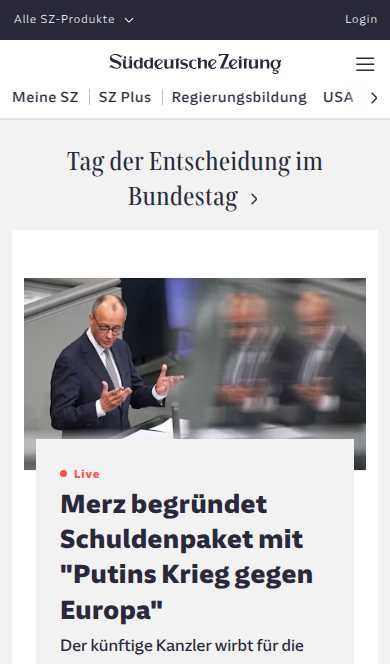 Alle SZ-Produkte
Login
Süddeutsche Zeitung
Meine SZ
SZ Plus
Regierungsbildung
USA
Tag der Entscheidung im
Bundestag
Live
Merz begründet
Schuldenpaket mit
"Putins Krieg gegen
Europa"
Der künftige Kanzler wirbt für die